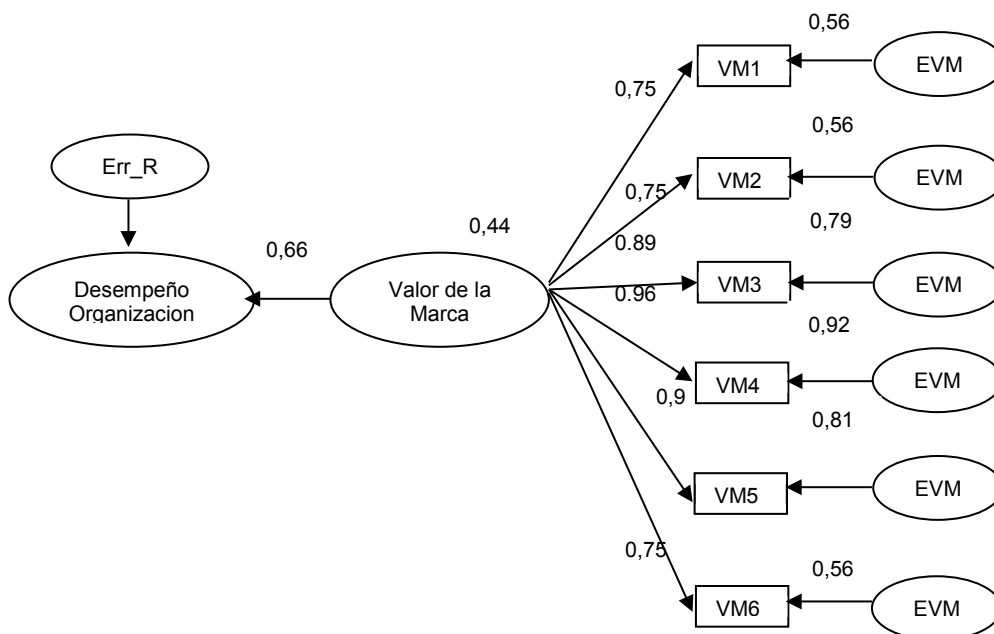 0,56
VM1
EVM
0,75
0,56
Err_R
VM2
EVM
0,75
0,79
0,44
0.89
0,66
Desempeño
Organizacion
Valor de la
Marca
VM3
EVM
0.96
0,92
VM4
EVM
0,9
0,81
VM5
EVM
0,75
0,56
VM6
EVM